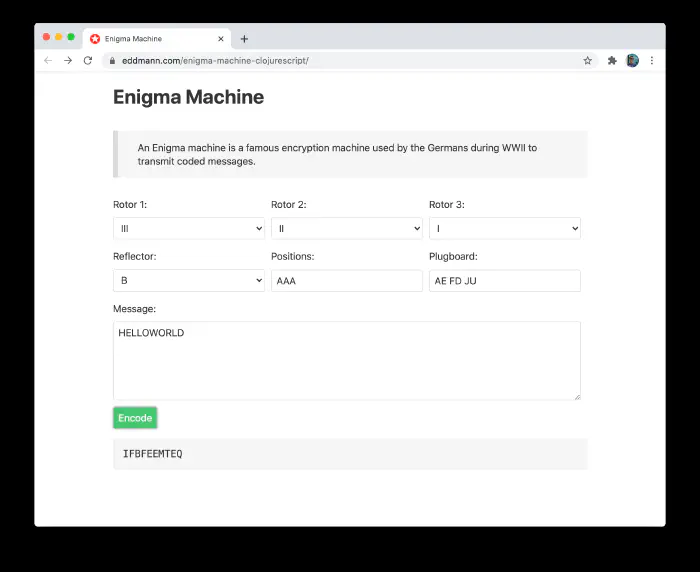 Enigma Machine
eddmann.com/enigma-machine-clojurescript/
Enigma Machine
An Enigma machine is a famous encryption machine used by the Germans during WWII to
transmit coded messages.
Rotor 1: Rotor 2: Rotor 3:
III II I
Reflector: Positions: Plugboard:
B AAA AE FD JU
Message:
HELLOWORLD
Encode
IFBFEEMTEQ